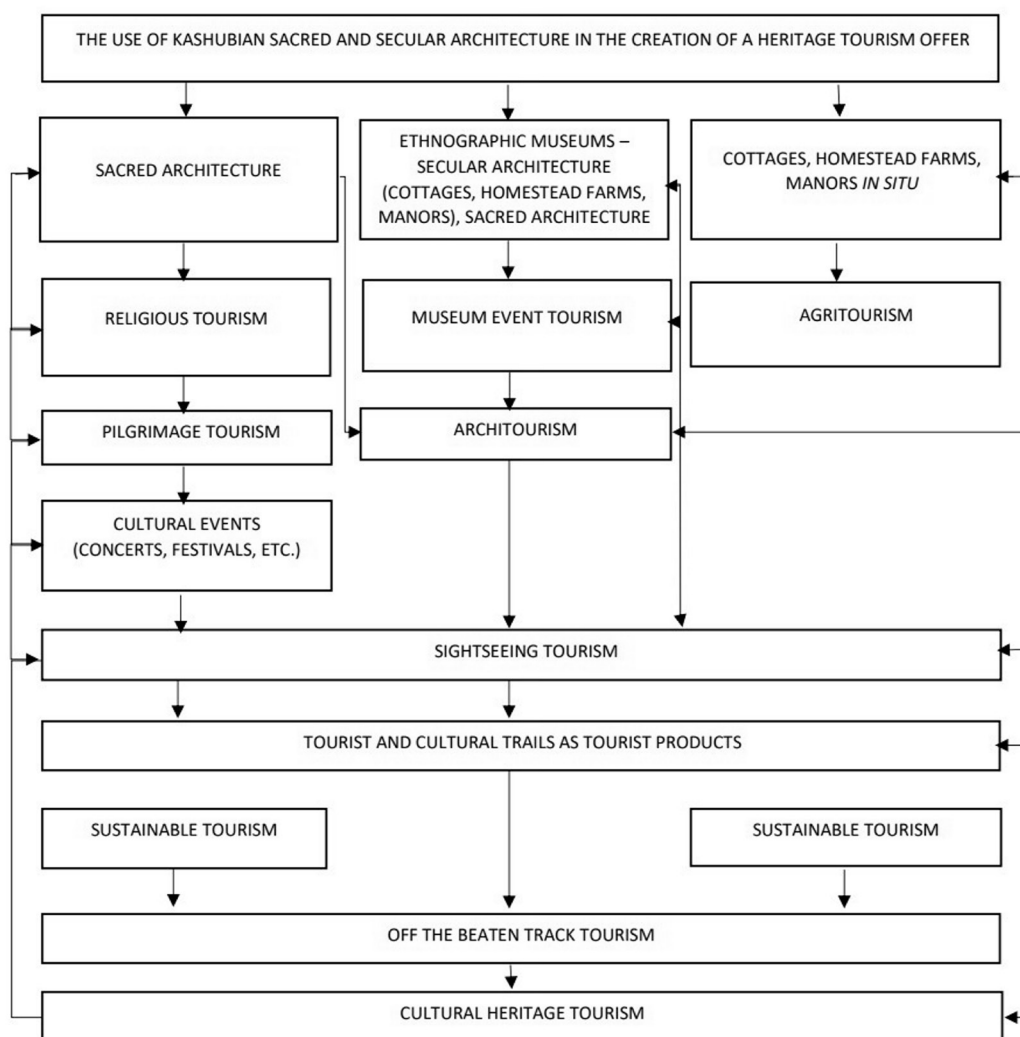 THE USE OF KASHUBIAN SACRED AND SECULAR ARCHITECTURE IN THE CREATION OF A HERITAGE TOURISM OFFER
SACRED ARCHITECTURE
ETHNOGRAPHIC MUSEUMS –
SECULAR ARCHITECTURE
(COTTAGES, HOMESTEAD FARMS,
MANORS), SACRED ARCHITECTURE
COTTAGES, HOMESTEAD FARMS,
MANORS IN SITU
RELIGIOUS TOURISM
MUSEUM EVENT TOURISM
AGRITOURISM
PILGRIMAGE TOURISM
ARCHITOURISM
CULTURAL EVENTS
(CONCERTS, FESTIVALS, ETC.)
SIGHTSEEING TOURISM
TOURIST AND CULTURAL TRAILS AS TOURIST PRODUCTS
SUSTAINABLE TOURISM
SUSTAINABLE TOURISM
OFF THE BEATEN TRACK TOURISM
CULTURAL HERITAGE TOURISM